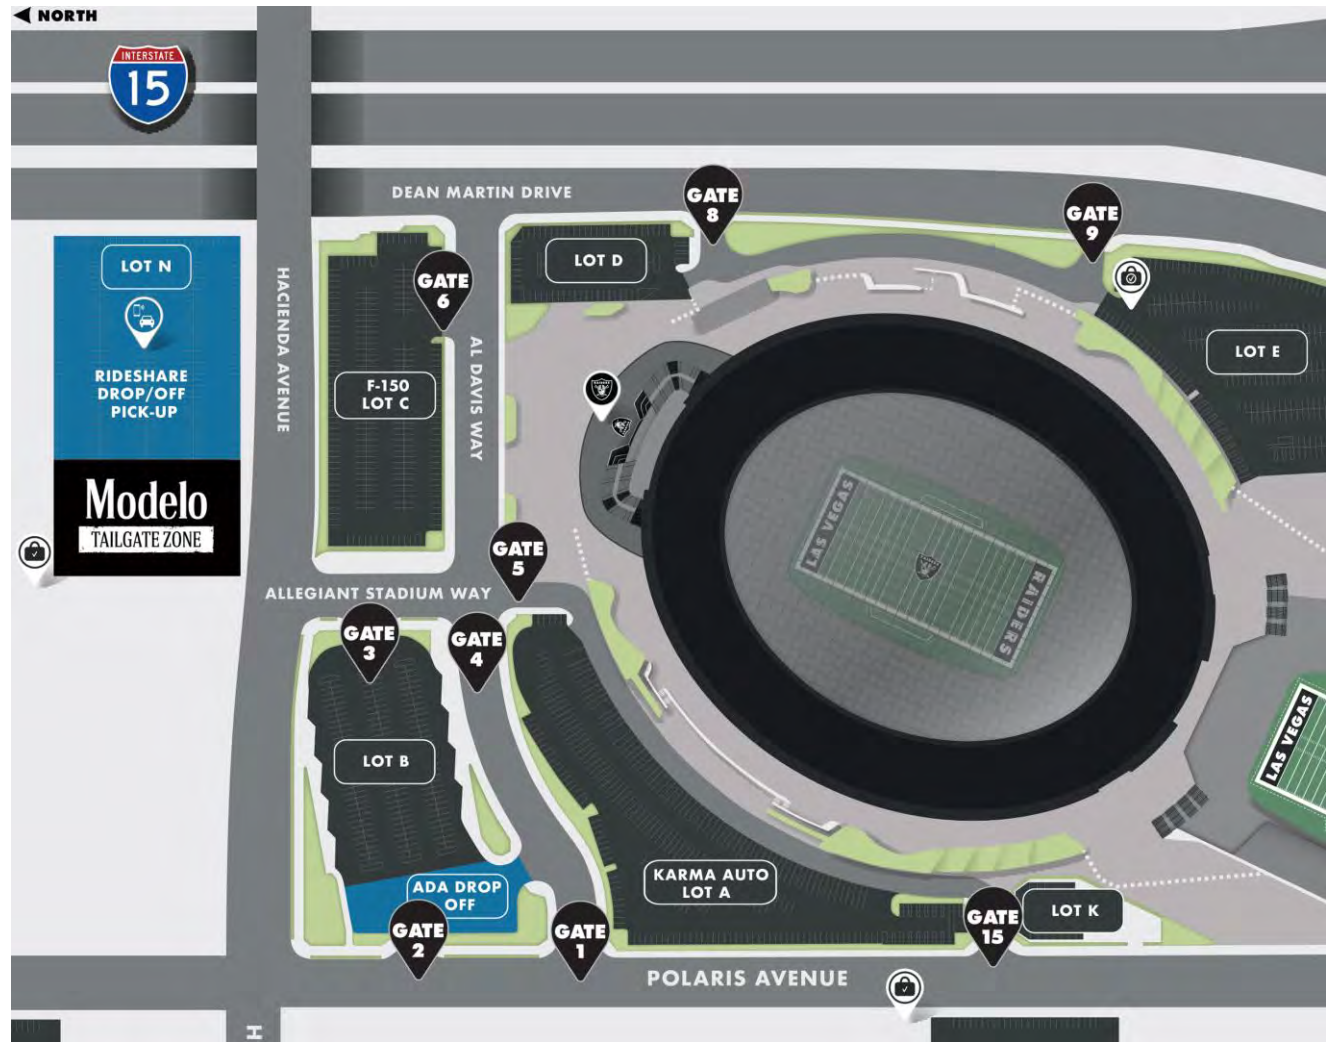 NORTH
INTERSTATE
15
DEAN MARTIN DRIVE
GATE
8
GATE
9
LOT N
LOT D
HACIENDA AVENUE
GATE
6
LOT E
AL DAVIS WAY
RIDESHARE
DROP/OFF
PICK-UP
F-150
LOT C
Modelo
TAILGATE ZONE
LAS VEGAS
RAIDERS
GATE
5
ALLEGIANT STADIUM WAY
GATE
3
GATE
4
LOT B
LAS VEGAS
ADA DROP
OFF
KARMA AUTO
LOT A
GATE
2
GATE
1
GATE
15
LOT K
POLARIS AVENUE
H